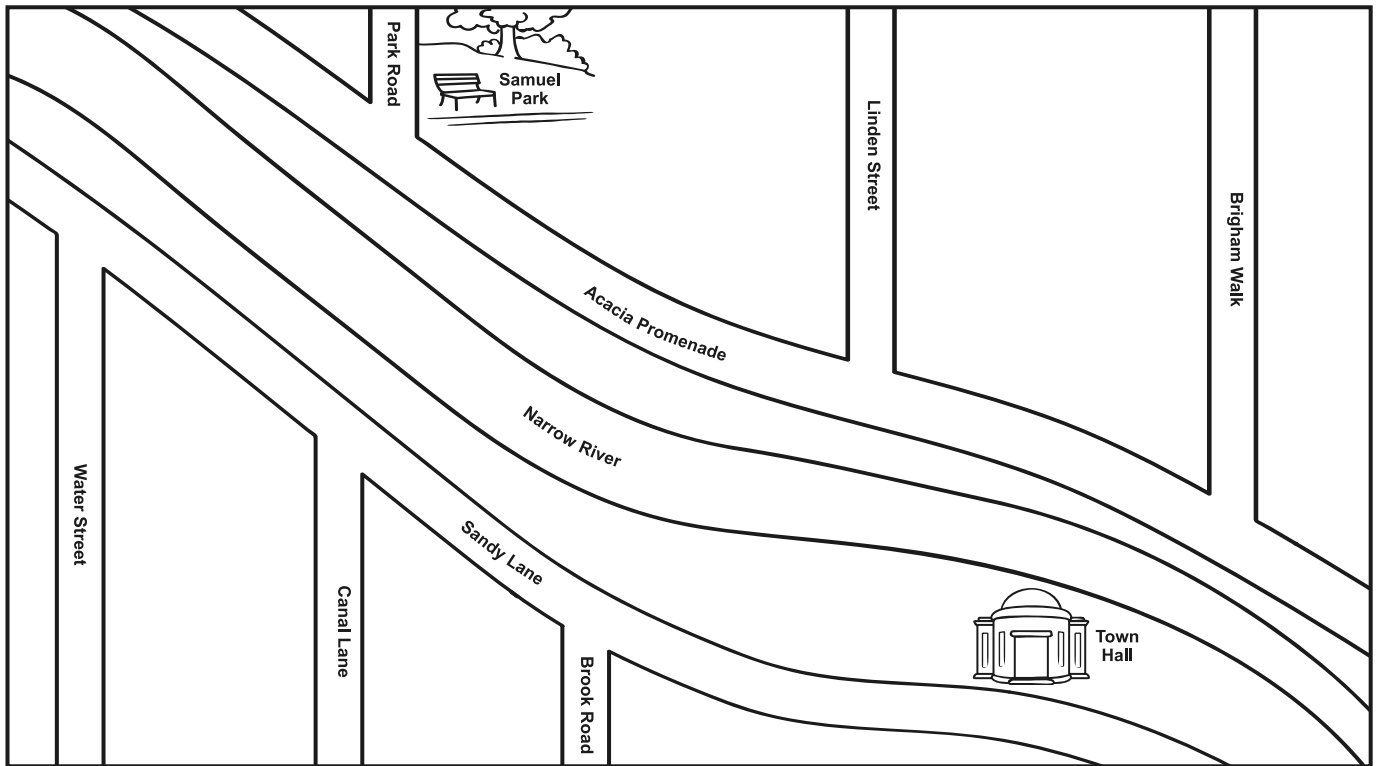 Park Road
Samuel
Park
Linden Street
Brigham Walk
Acacia Promenade
Narrow River
Water Street
Sandy Lane
Canal Lane
Brook Road
Town
Hall